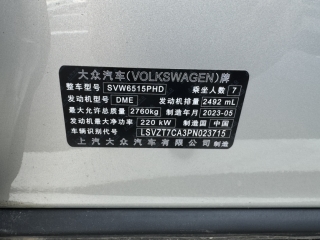 大众汽车(VOLKSWAGEN)牌
整车型号 SVW6515PHD 乘坐人数 7
发动机型号 DME 发动机排量 2492 mL
最大允许总质量 2760kg 制造年月 2023-05
发动机最大净功率 220 kW 制造国 中国
车辆识别代号 LSVZT7CA3PN023715
上汽大众汽车有限公司